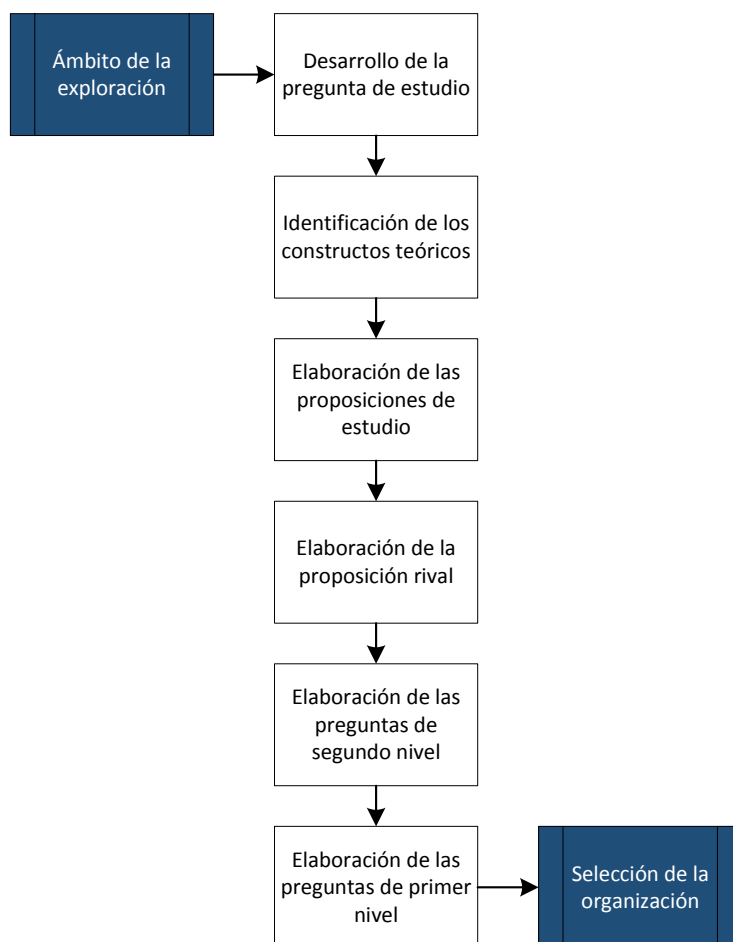 Ámbito de la
exploración
Desarrollo de la
pregunta de estudio
Identificación de los
constructos teóricos
Elaboración de las
proposiciones de
estudio
Elaboración de la
proposición rival
Elaboración de las
preguntas de
segundo nivel
Elaboración de las
preguntas de primer
nivel
Selección de la
organización